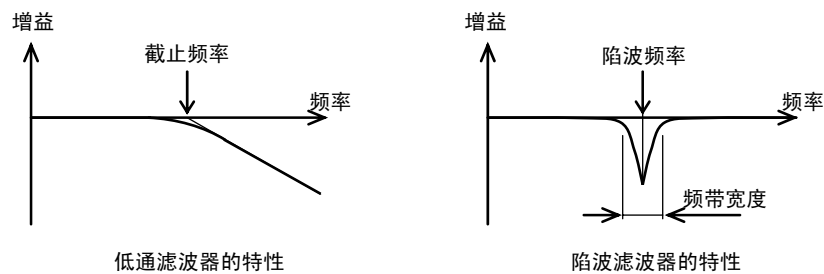 增益
截止频率
频率
低通滤波器的特性
增益
陷波频率
频率
频带宽度
陷波滤波器的特性